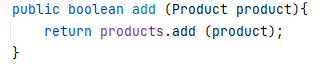 public boolean add (Product product){
    return products.add (product);
}